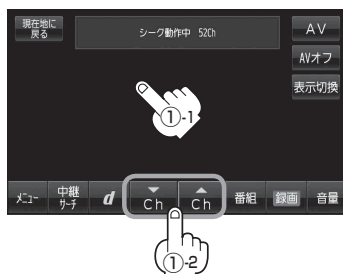 現在地に
戻る
シーク動作中 52Ch
AV
AVオフ
表示切換
①-1
メニュー
中継
サーチ
d
▼
Ch
▲
Ch
番組
録画
音量
①-2